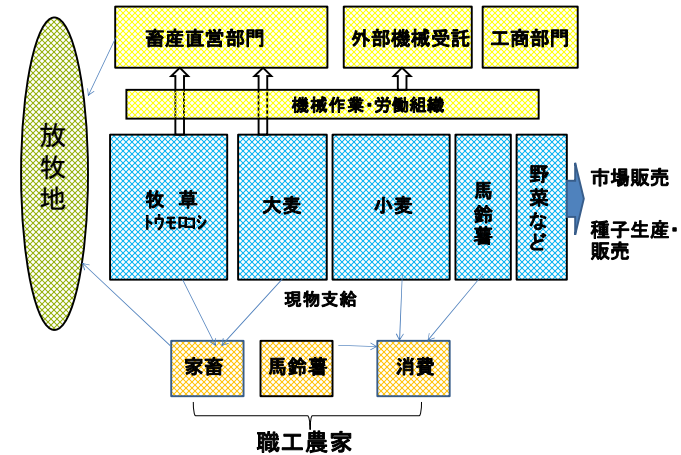 畜産直営部門
外部機械受託
工商部門
機械作業・労働組織
放牧地
牧 草
トウモロコシ
大麦
小麦
馬鈴薯
野菜など
市場販売
種子生産・
販売
現物支給
家畜
馬鈴薯
消費
職工農家